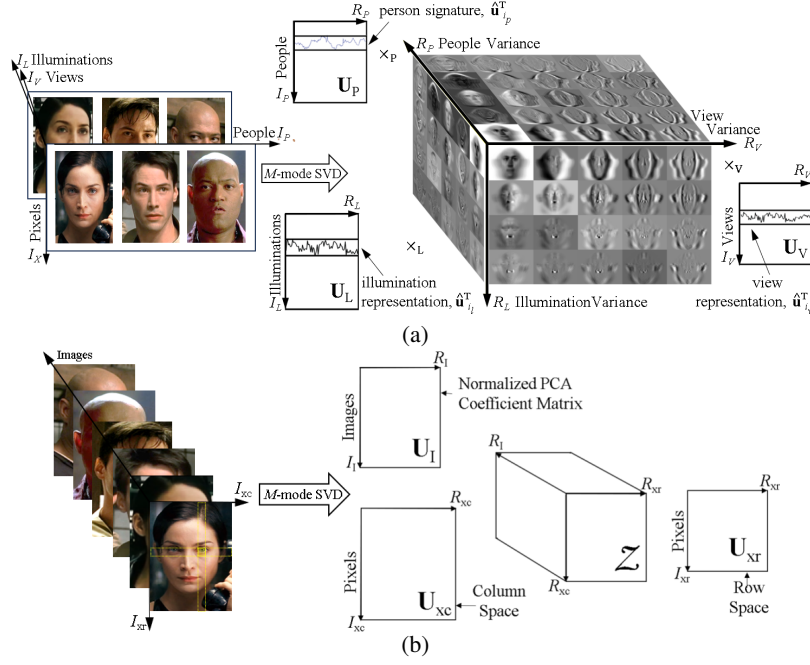 R_P person signature, û^T_{i_p}
People
I_P
U_P
×_P
R_P People Variance
I_L Illuminations
I_V Views
People I_P,
View
Variance
R_V
M-mode SVD
×_V
R_V
Pixels
I_X
R_L
Illuminations
I_L
U_L
×_L
illumination
representation, û^T_{i_l}
R_L Illumination Variance
Views
I_V
U_V
view
representation, û^T_{i_v}
(a)
Images
R_I
Images
I_I
U_I
Normalized PCA
Coefficient Matrix
I_xc
M-mode SVD
I_xr
R_xc
Pixels
I_xc
U_xc
Column
Space
R_I
R_xr
R_xc
Z
R_xr
Pixels
I_xr
U_xr
Row
Space
(b)